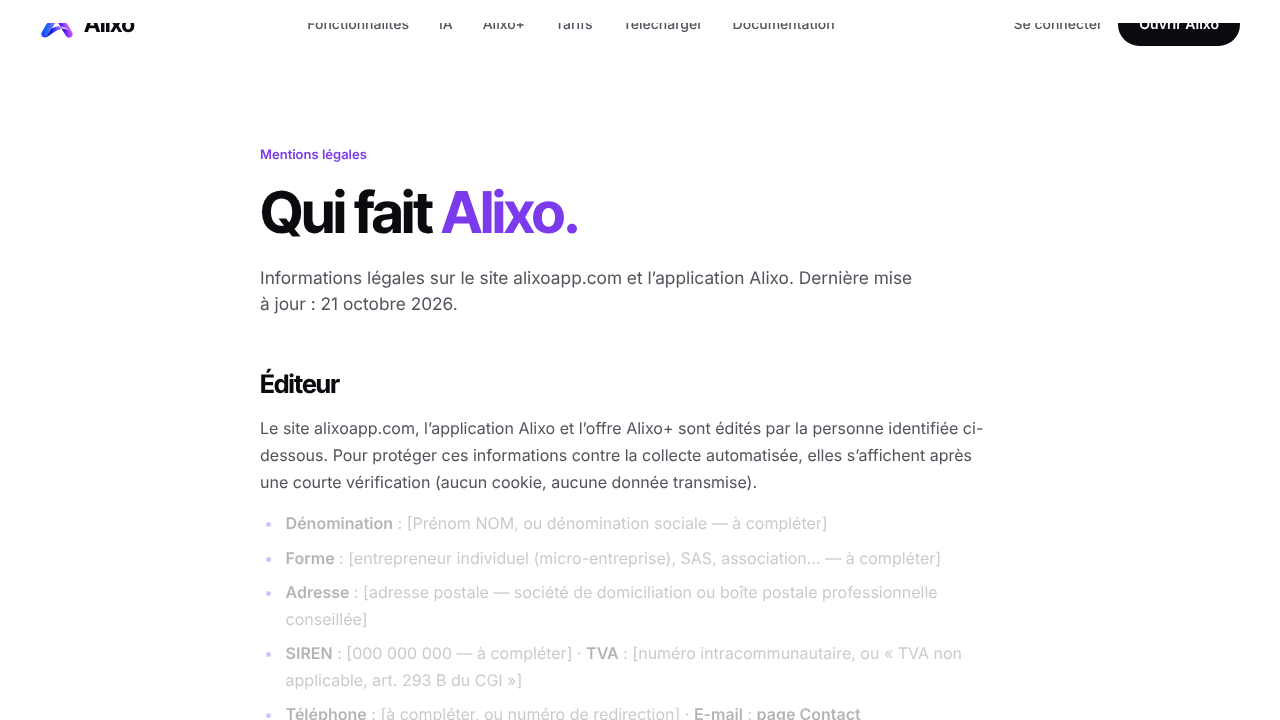 Alixo
Fonctionnalités IA Alixo+ Tarifs Télécharger Documentation
Se connecter Ouvrir Alixo
Mentions légales
Qui fait Alixo.
Informations légales sur le site alixoapp.com et l’application Alixo. Dernière mise
à jour : 21 octobre 2026.
Éditeur
Le site alixoapp.com, l’application Alixo et l’offre Alixo+ sont édités par la personne identifiée ci-
dessous. Pour protéger ces informations contre la collecte automatisée, elles s’affichent après
une courte vérification (aucun cookie, aucune donnée transmise).
• Dénomination : [Prénom NOM, ou dénomination sociale — à compléter]
• Forme : [entrepreneur individuel (micro-entreprise), SAS, association… — à compléter]
• Adresse : [adresse postale — société de domiciliation ou boîte postale professionnelle
conseillée]
• SIREN : [000 000 000 — à compléter] · TVA : [numéro intracommunautaire, ou « TVA non
applicable, art. 293 B du CGI »]
• Téléphone : [à compléter, ou numéro de redirection] · E-mail : page Contact